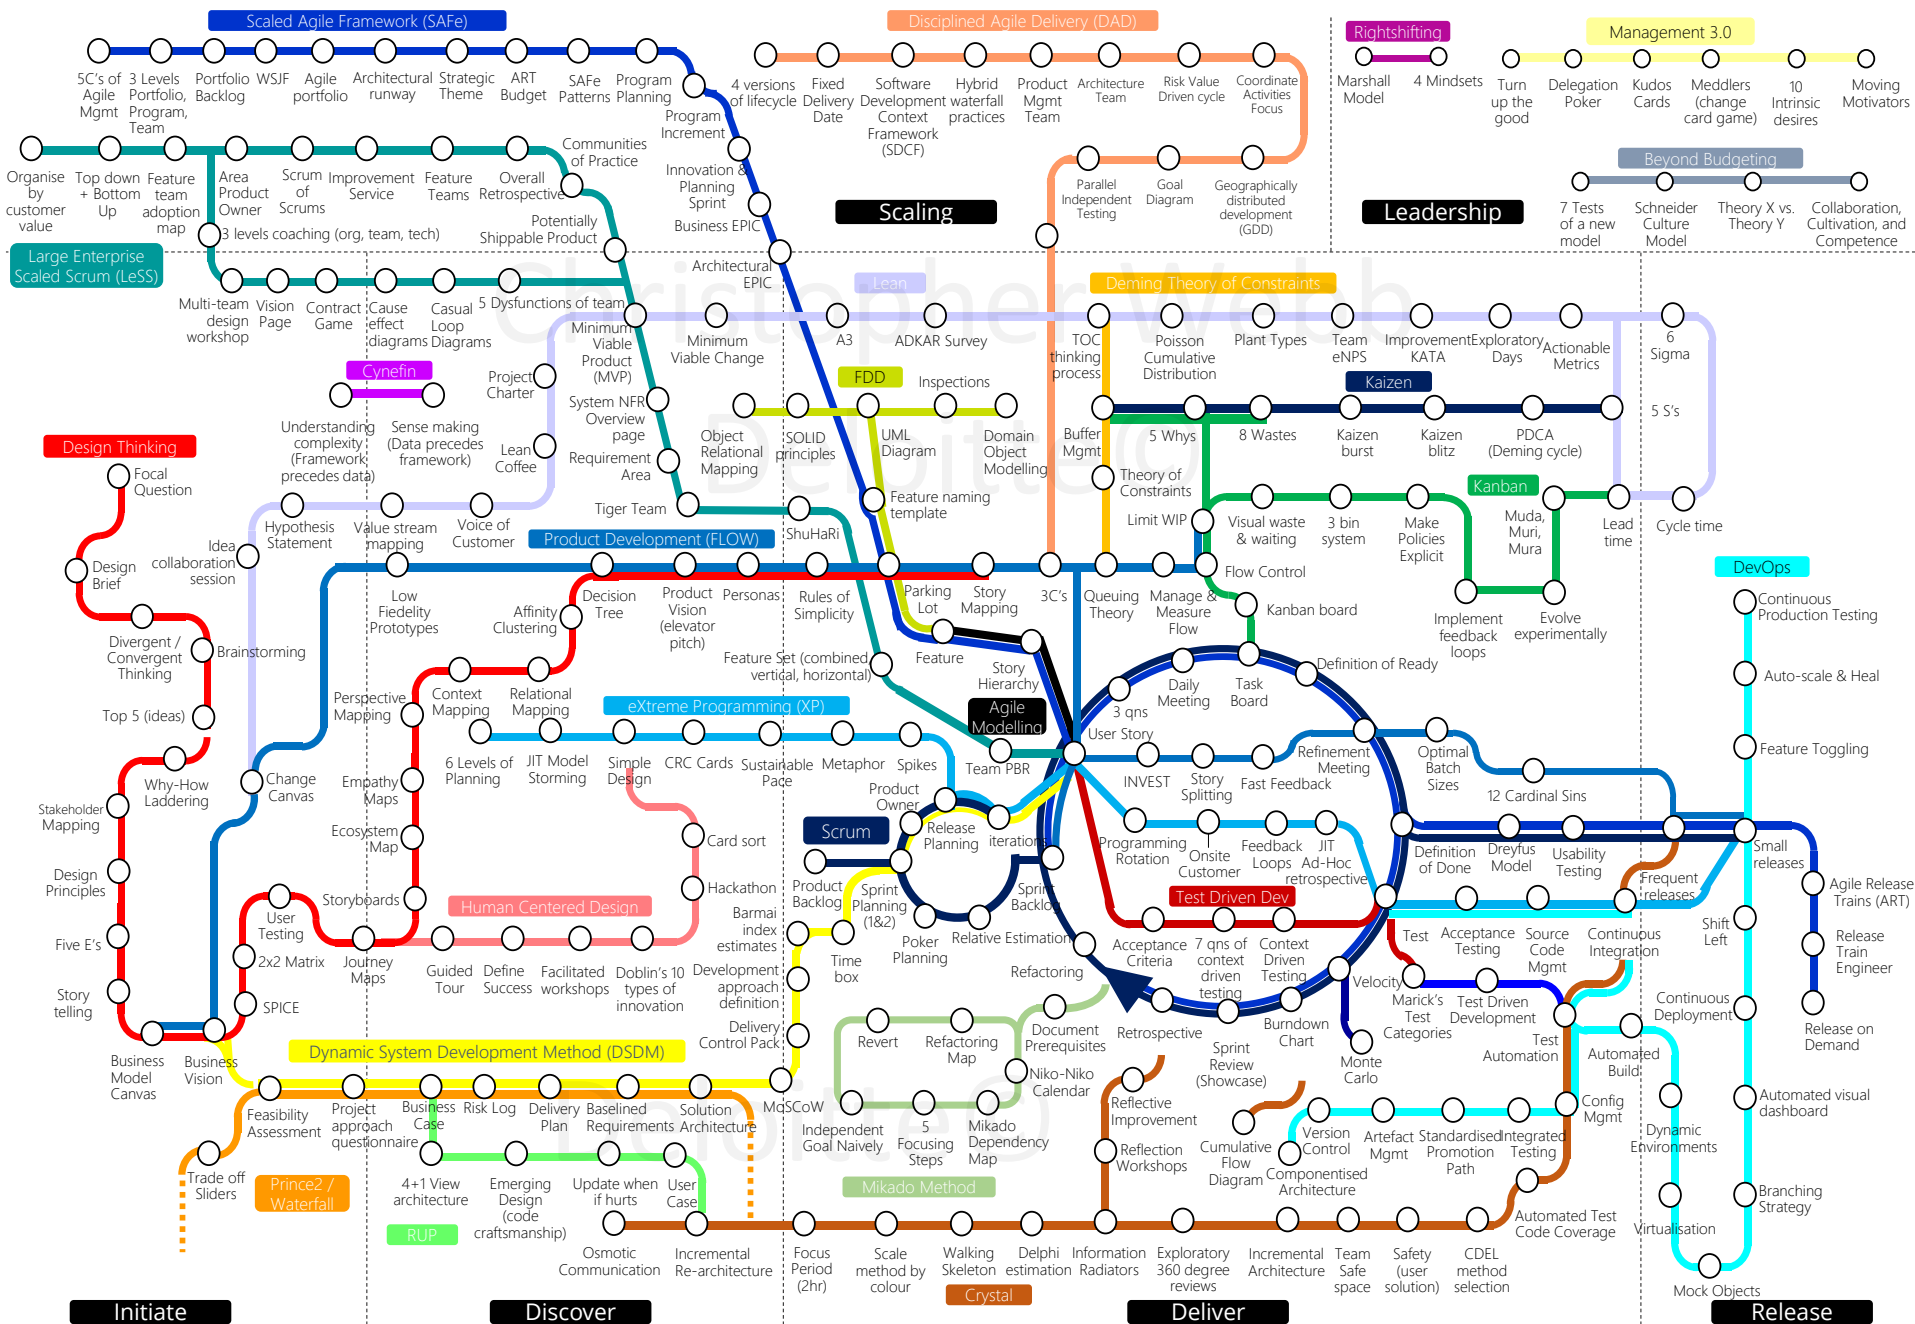 Scaled Agile Framework (SAFe)
Disciplined Agile Delivery (DAD)
Rightshifting
Management 3.0
5C's of
Agile
Mgmt
3 Levels
Portfolio,
Program,
Team
Portfolio
Backlog
WSJF
Agile
portfolio
Architectural
runway
Strategic
Theme
ART
Budget
SAFe
Patterns
Program
Planning
Program
Increment
Innovation &
Planning
Sprint
Business EPIC
Architectural
EPIC
4 versions
of lifecycle
Fixed
Delivery
Date
Software
Development
Context
Framework
(SDCF)
Hybrid
waterfall
practices
Product
Mgmt
Team
Architecture
Team
Risk Value
Driven cycle
Coordinate
Activities
Focus
Parallel
Independent
Testing
Goal
Diagram
Geographically
distributed
development
(GDD)
Marshall
Model
4 Mindsets
Turn
up the
good
Delegation
Poker
Kudos
Cards
Meddlers
(change
card game)
10
Intrinsic
desires
Moving
Motivators
Beyond Budgeting
7 Tests
of a new
model
Schneider
Culture
Model
Theory X vs.
Theory Y
Collaboration,
Cultivation, and
Competence
Scaling
Leadership
Organise
by
customer
value
Top down
+ Bottom
Up
Feature
team
adoption
map
Area
Product
Owner
Scrum
of
Scrums
Improvement
Service
Feature
Teams
Overall
Retrospective
Communities
of Practice
Potentially
Shippable Product
3 levels coaching (org, team, tech)
Large Enterprise
Scaled Scrum (LeSS)
Multi-team
design
workshop
Vision
Page
Contract
Game
Cause
effect
diagrams
Casual
Loop
Diagrams
5 Dysfunctions of team
Minimum
Viable
Product
(MVP)
System NFR
Overview
page
Requirement
Area
Tiger Team
ShuHaRi
Christopher Webb
Deloitte©
Deloitte©
Lean
Deming Theory of Constraints
Minimum
Viable Change
A3
ADKAR Survey
TOC
thinking
process
Poisson
Cumulative
Distribution
Plant Types
Team
eNPS
Improvement
KATA
Exploratory
Days
Actionable
Metrics
6
Sigma
5 S's
Cycle time
Lead
time
Kaizen
Buffer
Mgmt
5 Whys
8 Wastes
Kaizen
burst
Kaizen
blitz
PDCA
(Deming cycle)
Theory of
Constraints
Limit WIP
Visual waste
& waiting
3 bin
system
Make
Policies
Explicit
Kanban
Muda,
Muri,
Mura
Implement
feedback
loops
Evolve
experimentally
Flow Control
Kanban board
Cynefin
Understanding
complexity
(Framework
precedes data)
Sense making
(Data precedes
framework)
Project
Charter
Lean
Coffee
Voice of
Customer
Value stream
mapping
Hypothesis
Statement
Idea
collaboration
session
FDD
Inspections
Object
Relational
Mapping
SOLID
principles
UML
Diagram
Domain
Object
Modelling
Feature naming
template
Design Thinking
Focal
Question
Design
Brief
Divergent /
Convergent
Thinking
Brainstorming
Top 5 (ideas)
Why-How
Laddering
Stakeholder
Mapping
Design
Principles
Five E's
Story
telling
Business
Model
Canvas
Business
Vision
SPICE
2x2 Matrix
User
Testing
Journey
Maps
Storyboards
Ecosystem
Map
Empathy
Maps
Perspective
Mapping
Context
Mapping
Relational
Mapping
Affinity
Clustering
Decision
Tree
Change
Canvas
Product Development (FLOW)
Low
Fiedelity
Prototypes
Product
Vision
(elevator
pitch)
Personas
Rules of
Simplicity
Parking
Lot
Story
Mapping
3C's
Queuing
Theory
Manage &
Measure
Flow
Feature
Story
Hierarchy
Feature Set (combined,
vertical, horizontal)
Agile
Modelling
Team PBR
User Story
3 qns
Daily
Meeting
Task
Board
Definition of Ready
Refinement
Meeting
INVEST
Story
Splitting
Fast Feedback
Optimal
Batch
Sizes
12 Cardinal Sins
eXtreme Programming (XP)
6 Levels of
Planning
JIT Model
Storming
Simple
Design
CRC Cards
Sustainable
Pace
Metaphor
Spikes
Programming
Rotation
Onsite
Customer
Feedback
Loops
JIT
Ad-Hoc
retrospective
Scrum
Product
Backlog
Product
Owner
Release
Planning
iterations
Sprint
Planning
(1&2)
Poker
Planning
Relative Estimation
Sprint
Backlog
Refactoring
Definition
of Done
Dreyfus
Model
Usability
Testing
Frequent
releases
Small
releases
Test Driven Dev
Acceptance
Criteria
7 qns of
context
driven
testing
Context
Driven
Testing
Test
Acceptance
Testing
Source
Code
Mgmt
Continuous
Integration
Velocity
Marick's
Test
Categories
Test Driven
Development
Test
Automation
Monte
Carlo
Burndown
Chart
Sprint
Review
(Showcase)
Retrospective
Human Centered Design
Card sort
Hackathon
Guided
Tour
Define
Success
Facilitated
workshops
Doblin's 10
types of
innovation
Barmai
index
estimates
Time
box
Development
approach
definition
Delivery
Control Pack
MoSCoW
Dynamic System Development Method (DSDM)
Feasibility
Assessment
Project
approach
questionnaire
Business
Case
Risk Log
Delivery
Plan
Baselined
Requirements
Solution
Architecture
Trade off
Sliders
Prince2 /
Waterfall
4+1 View
architecture
Emerging
Design
(code
craftsmanship)
Update when
if hurts
User
Case
RUP
Revert
Refactoring
Map
Document
Prerequisites
Niko-Niko
Calendar
Independent
Goal Naively
5
Focusing
Steps
Mikado
Dependency
Map
Mikado Method
Reflective
Improvement
Reflection
Workshops
Cumulative
Flow
Diagram
Componentised
Architecture
Version
Control
Artefact
Mgmt
Standardised
Promotion
Path
Integrated
Testing
Config
Mgmt
Automated
Build
Dynamic
Environments
Virtualisation
Mock Objects
Automated Test
Code Coverage
Osmotic
Communication
Incremental
Re-architecture
Focus
Period
(2hr)
Scale
method by
colour
Walking
Skeleton
Delphi
estimation
Information
Radiators
Exploratory
360 degree
reviews
Incremental
Architecture
Team
Safe
space
Safety
(user
solution)
CDEL
method
selection
Crystal
DevOps
Continuous
Production Testing
Auto-scale & Heal
Feature Toggling
Agile Release
Trains (ART)
Release
Train
Engineer
Release on
Demand
Shift
Left
Continuous
Deployment
Automated visual
dashboard
Branching
Strategy
Initiate
Discover
Deliver
Release